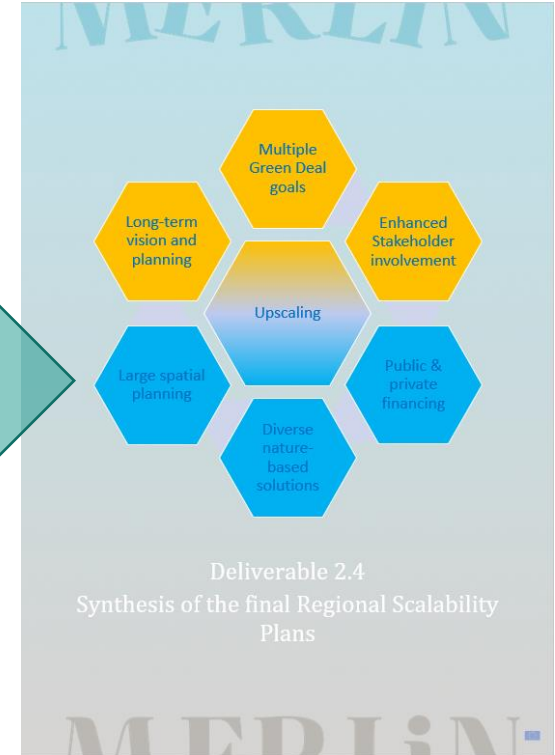 MERLiN
Multiple
Green Deal
goals
Long-term
vision and
planning
Enhanced
Stakeholder
involvement
Upscaling
Large spatial
planning
Public &
private
financing
Diverse
nature-
based
solutions
Deliverable 2.4
Synthesis of the final Regional Scalability
Plans
MERLiN